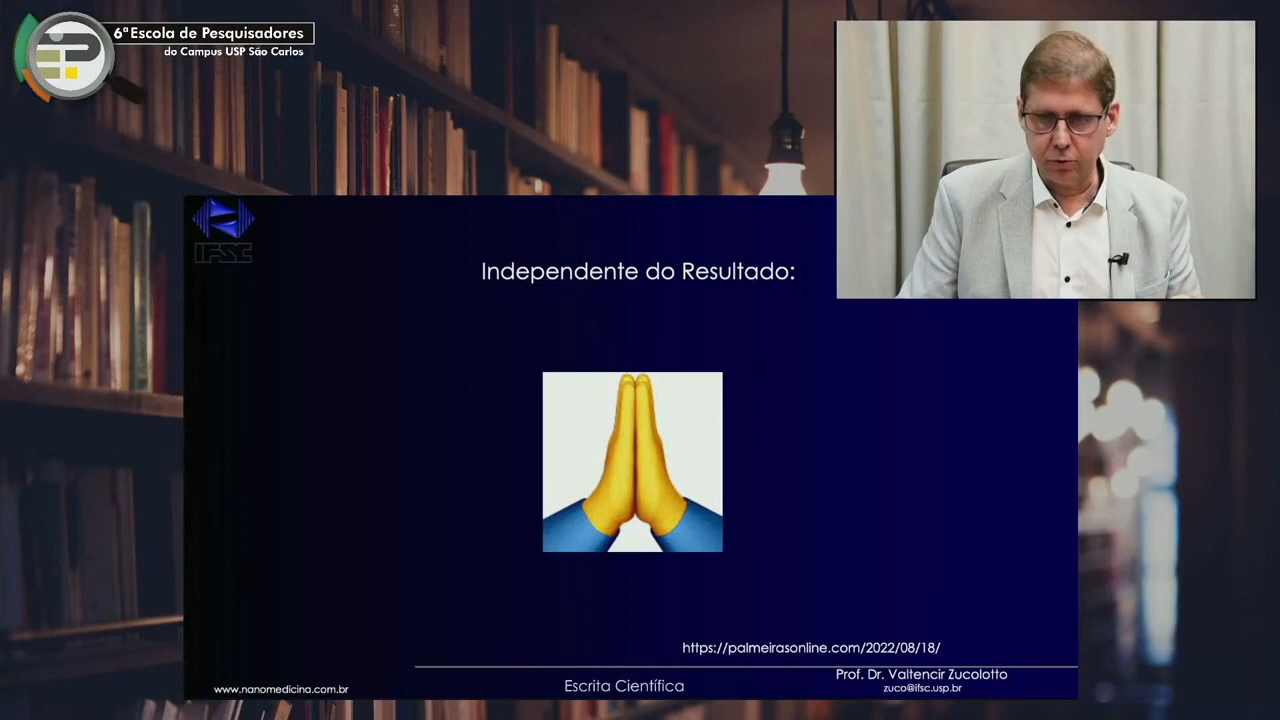 6ª Escola de Pesquisadores
do Campus USP São Carlos
IFSC
Independente do Resultado:
https://palmeirasonline.com/2022/08/18/
Prof. Dr. Valtencir Zucolotto
zuco@ifsc.usp.br
Escrita Científica
www.nanomedicina.com.br